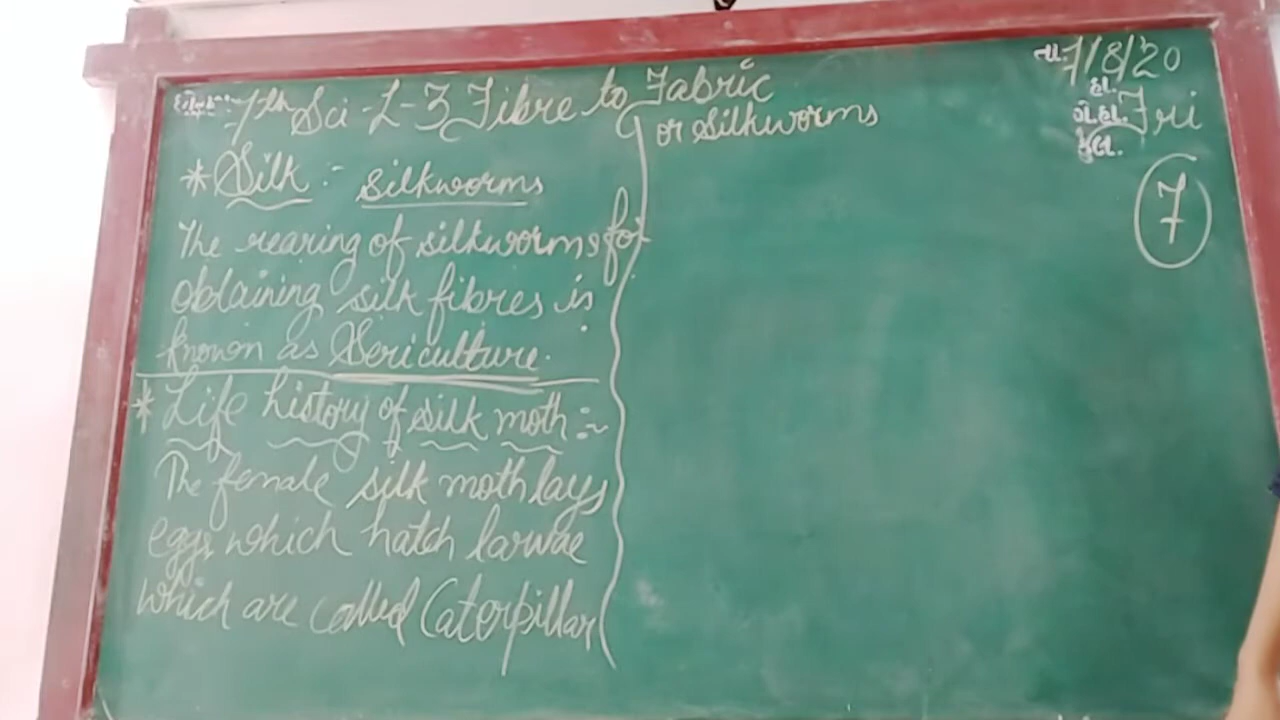 7th Sci-L-3 Fibre to Fabric
તા. 7/8/20
Fri
7
* Silk :- silkworms
The rearing of silkworms for
obtaining silk fibres is
known as Sericulture.
* Life history of silk moth :-
The female silk moth lays
eggs, which hatch larvae
which are called Caterpillar
or Silkworms